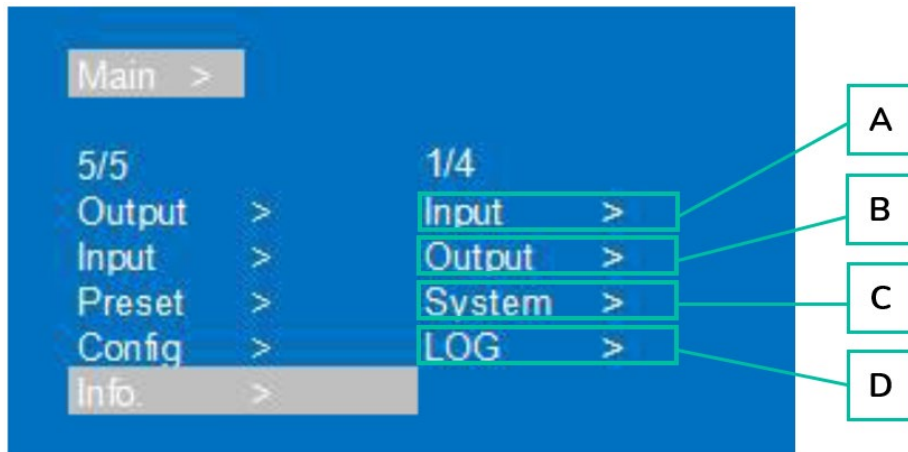 Main >
5/5 1/4
Output > Input >
Input > Output >
Preset > System >
Config > LOG >
Info. >
A
B
C
D